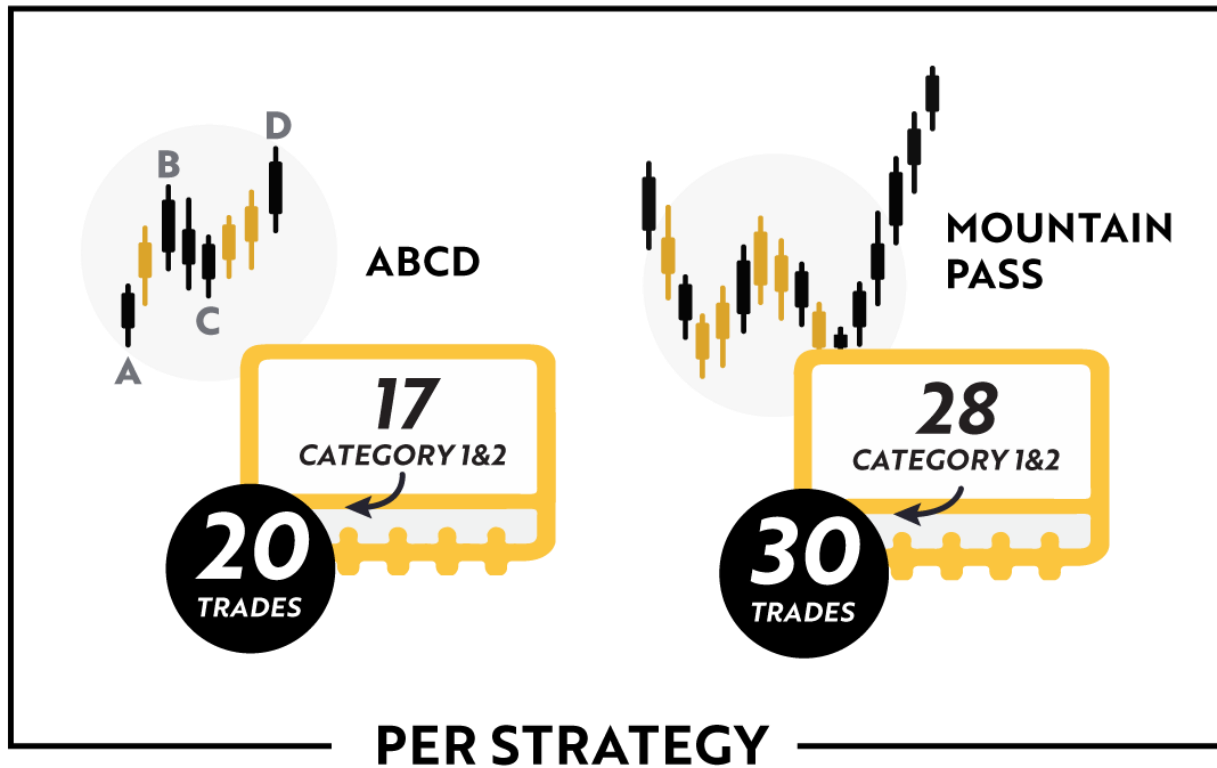 D
B
C
A
ABCD
17
CATEGORY 1&2
20
TRADES
MOUNTAIN
PASS
28
CATEGORY 1&2
30
TRADES
PER STRATEGY